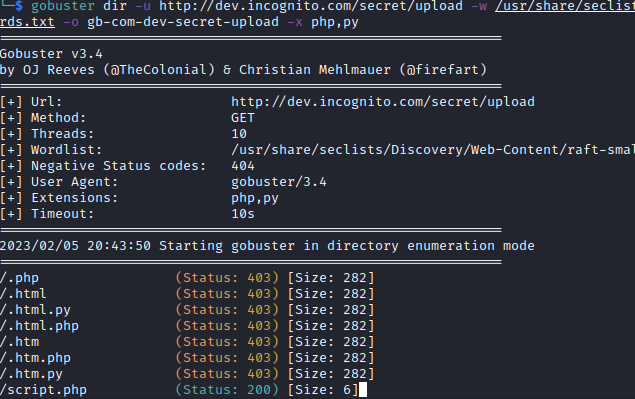 └─$ gobuster dir -u http://dev.incognito.com/secret/upload -w /usr/share/seclist
rds.txt -o gb-com-dev-secret-upload -x php,py
===============================================================
Gobuster v3.4
by OJ Reeves (@TheColonial) & Christian Mehlmauer (@firefart)
===============================================================
[+] Url:                     http://dev.incognito.com/secret/upload
[+] Method:                  GET
[+] Threads:                 10
[+] Wordlist:                /usr/share/seclists/Discovery/Web-Content/raft-smal
[+] Negative Status codes:   404
[+] User Agent:              gobuster/3.4
[+] Extensions:              php,py
[+] Timeout:                 10s
===============================================================
2023/02/05 20:43:50 Starting gobuster in directory enumeration mode
===============================================================
/.php                 (Status: 403) [Size: 282]
/.html                (Status: 403) [Size: 282]
/.html.py             (Status: 403) [Size: 282]
/.html.php            (Status: 403) [Size: 282]
/.htm                 (Status: 403) [Size: 282]
/.htm.php             (Status: 403) [Size: 282]
/.htm.py              (Status: 403) [Size: 282]
/script.php           (Status: 200) [Size: 6]